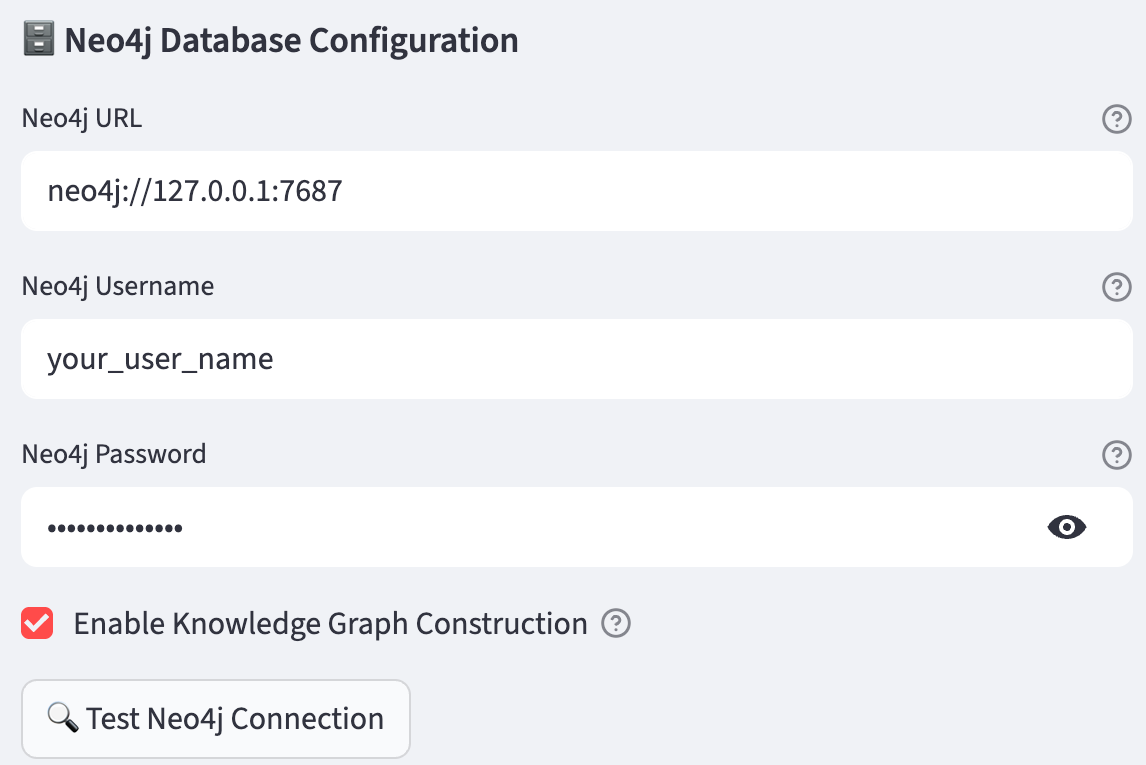 Neo4j Database Configuration
Neo4j URL
neo4j://127.0.0.1:7687
Neo4j Username
your_user_name
Neo4j Password
••••••••••••••
Enable Knowledge Graph Construction
Test Neo4j Connection